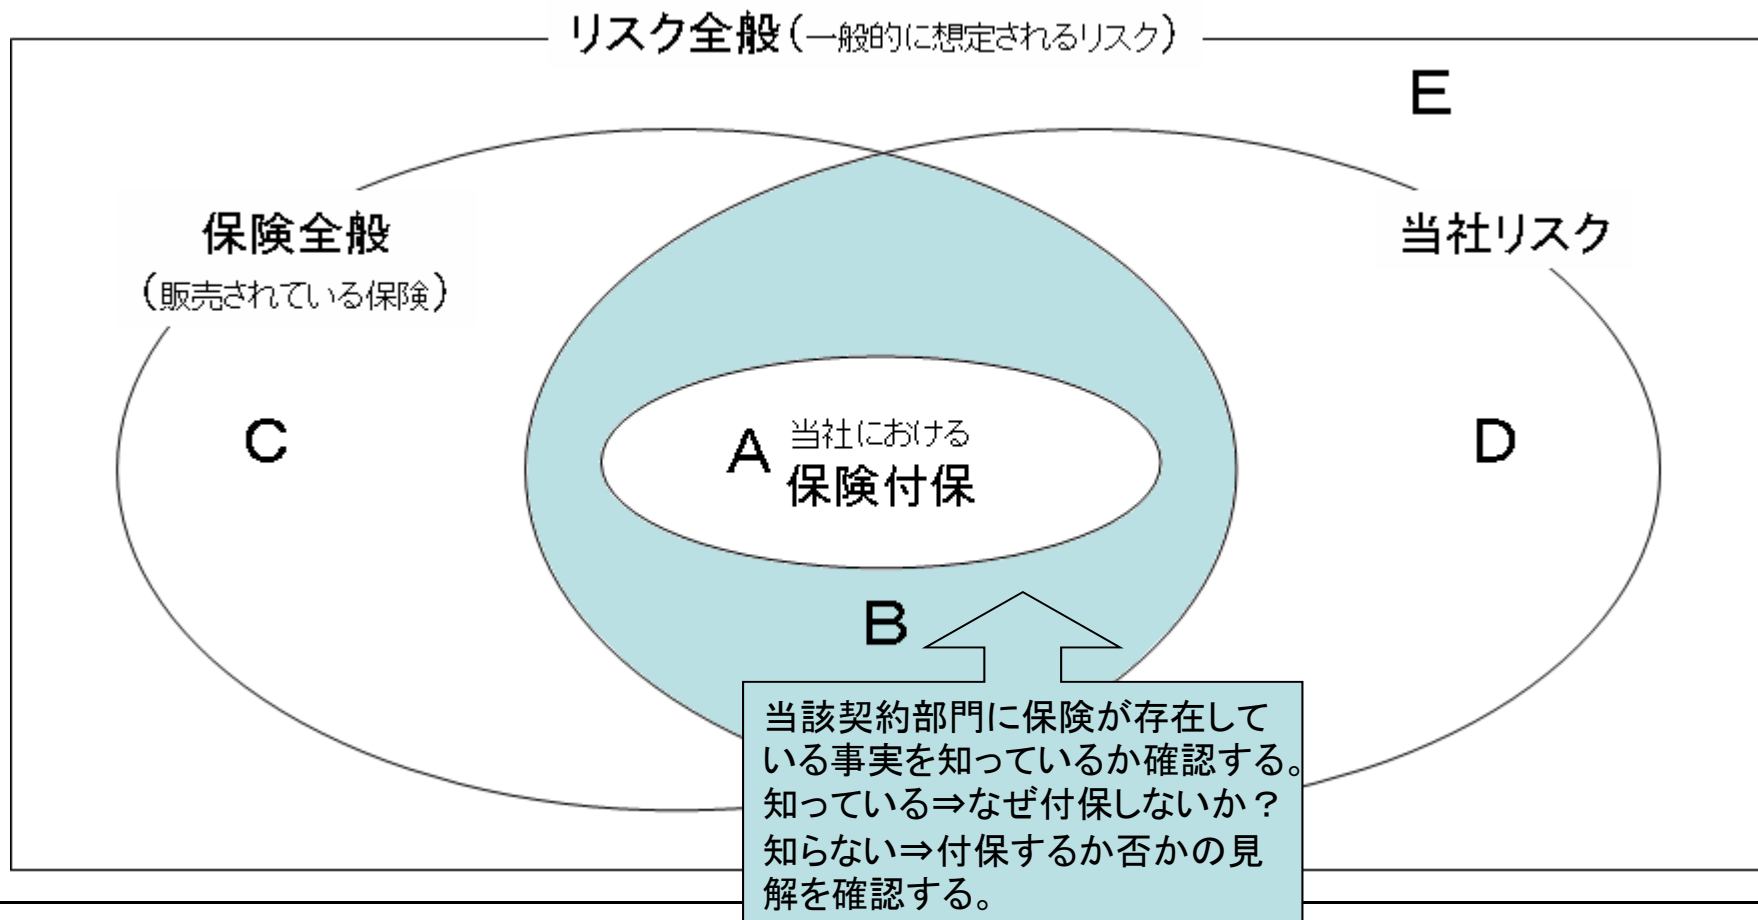 リスク全般（一般的に想定されるリスク）
E
保険全般
（販売されている保険）
当社リスク
C
A 当社における
保険付保
D
B
当該契約部門に保険が存在して
いる事実を知っているか確認する。
知っている⇒なぜ付保しないか？
知らない⇒付保するか否かの見
解を確認する。